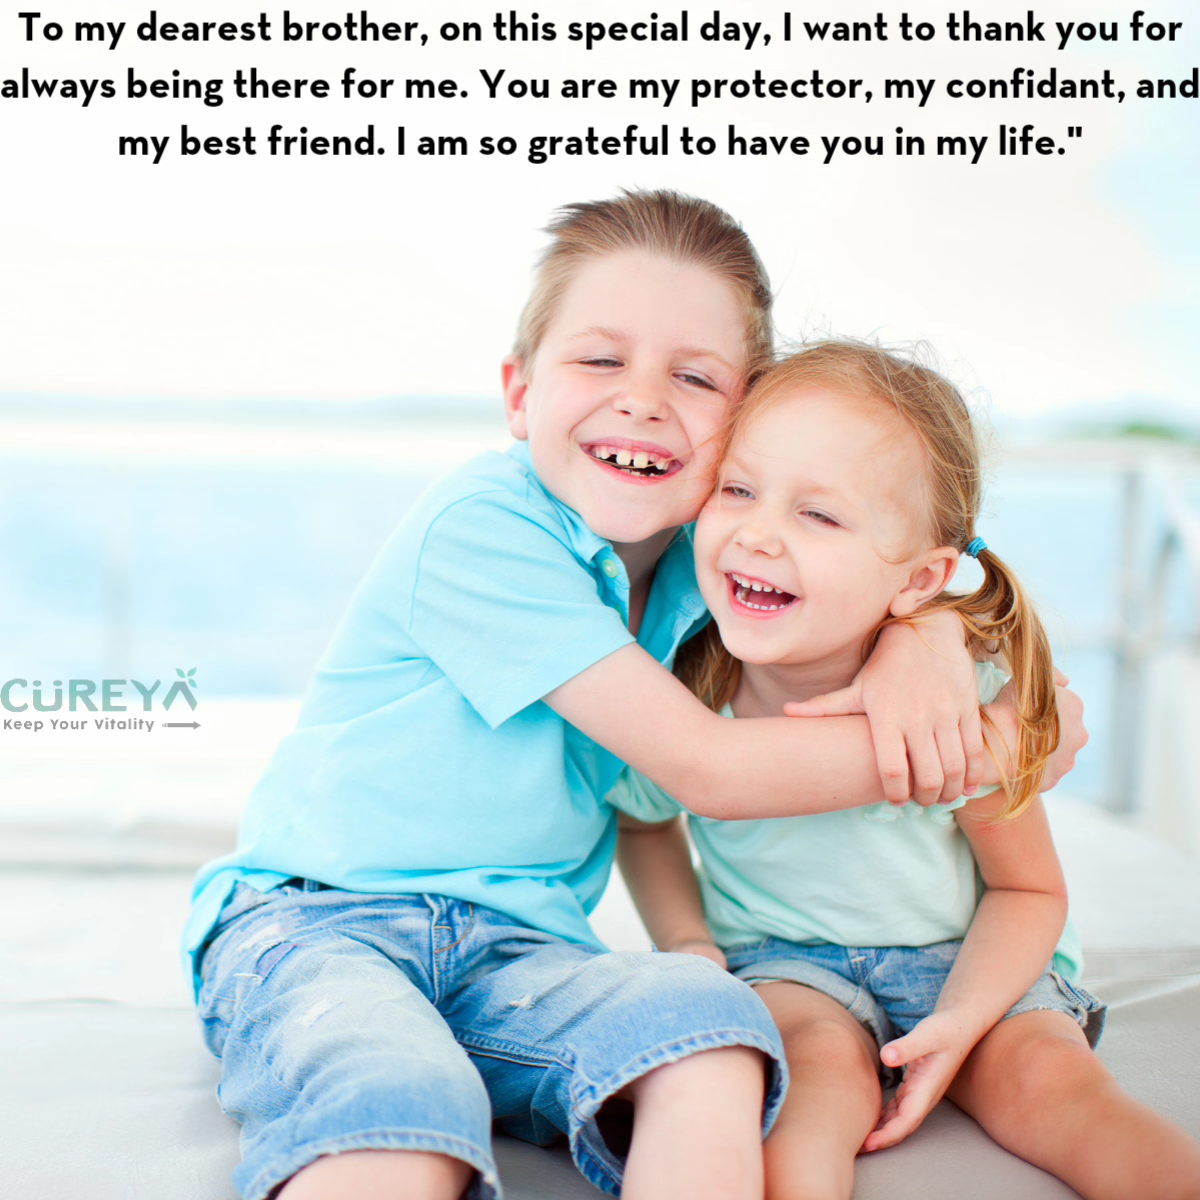 To my dearest brother, on this special day, I want to thank you for
always being there for me. You are my protector, my confidant, and
my best friend. I am so grateful to have you in my life."
CÜREYA
Keep Your Vitality